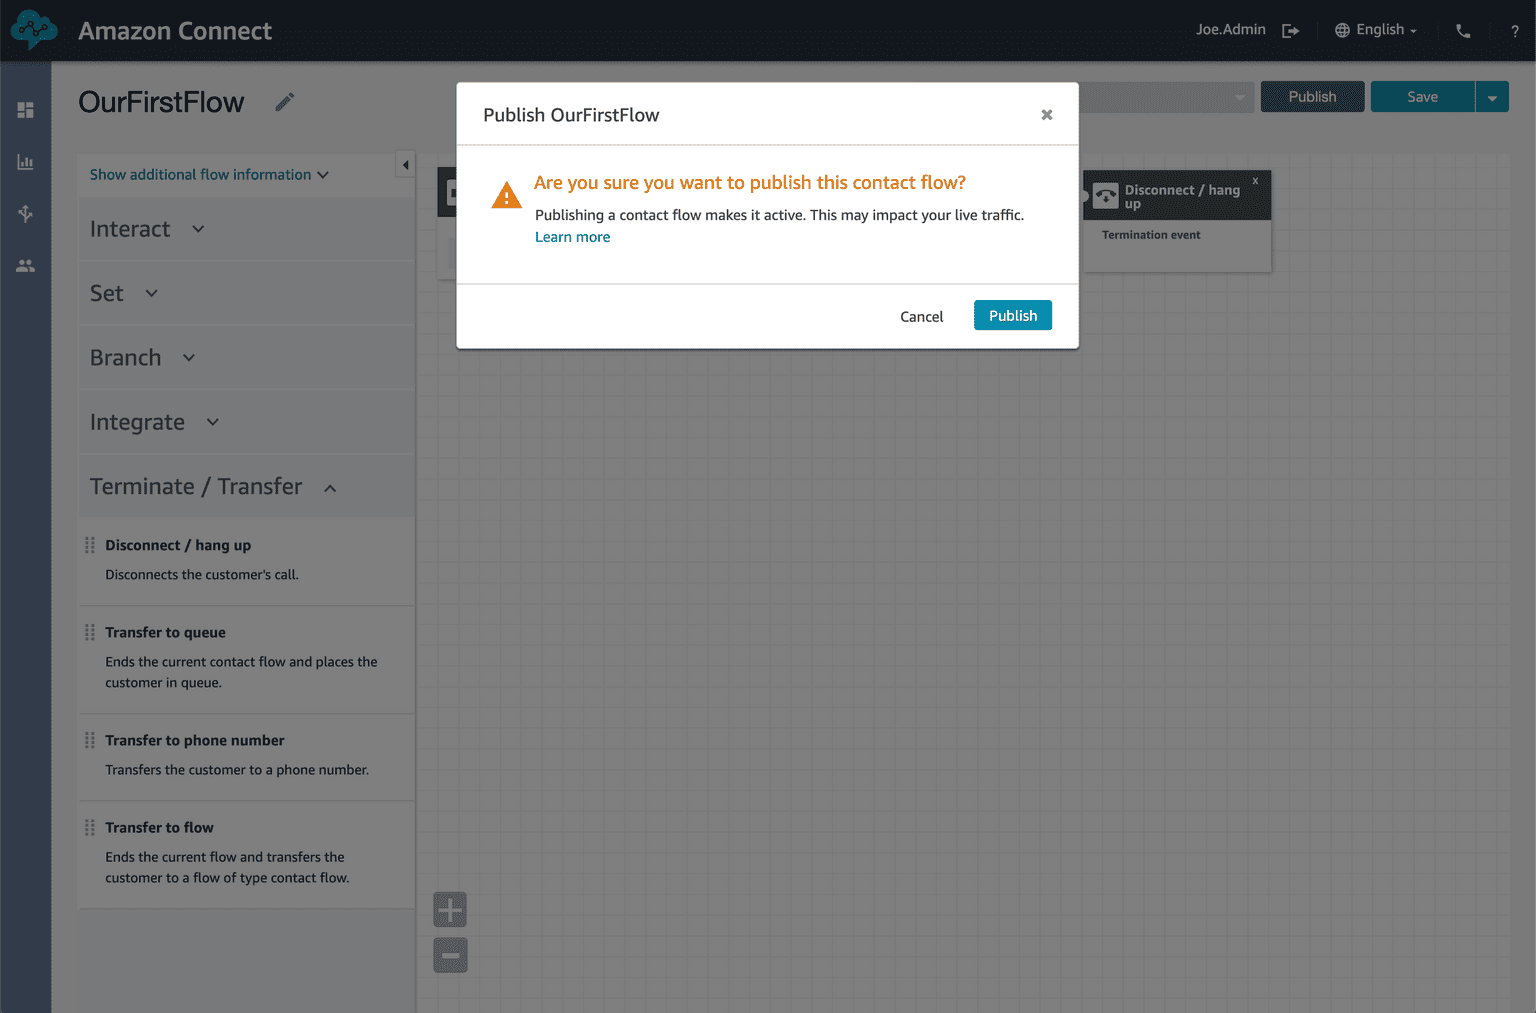 Amazon Connect
Joe.Admin
English
?
OurFirstFlow
Publish
Save
Publish OurFirstFlow
Are you sure you want to publish this contact flow?
Publishing a contact flow makes it active. This may impact your live traffic.
Learn more
Cancel
Publish
Show additional flow information
Interact
Set
Branch
Integrate
Terminate / Transfer
Disconnect / hang up
Disconnects the customer's call.
Transfer to queue
Ends the current contact flow and places the
customer in queue.
Transfer to phone number
Transfers the customer to a phone number.
Transfer to flow
Ends the current flow and transfers the
customer to a flow of type contact flow.
Disconnect / hang
up
x
Termination event